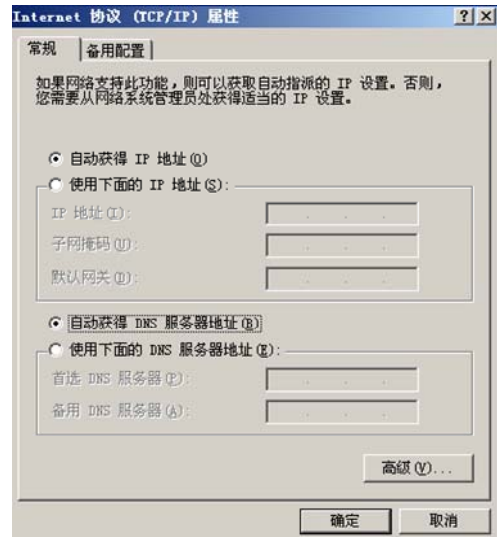 Internet 协议 (TCP/IP) 属性
常规 备用配置
如果网络支持此功能，则可以获取自动指派的 IP 设置。否则，
您需要从网络系统管理员处获得适当的 IP 设置。
自动获得 IP 地址(O)
使用下面的 IP 地址(S):
IP 地址(I):
子网掩码(U):
默认网关(D):
自动获得 DNS 服务器地址(B)
使用下面的 DNS 服务器地址(E):
首选 DNS 服务器(P):
备用 DNS 服务器(A):
高级(V)...
确定 取消